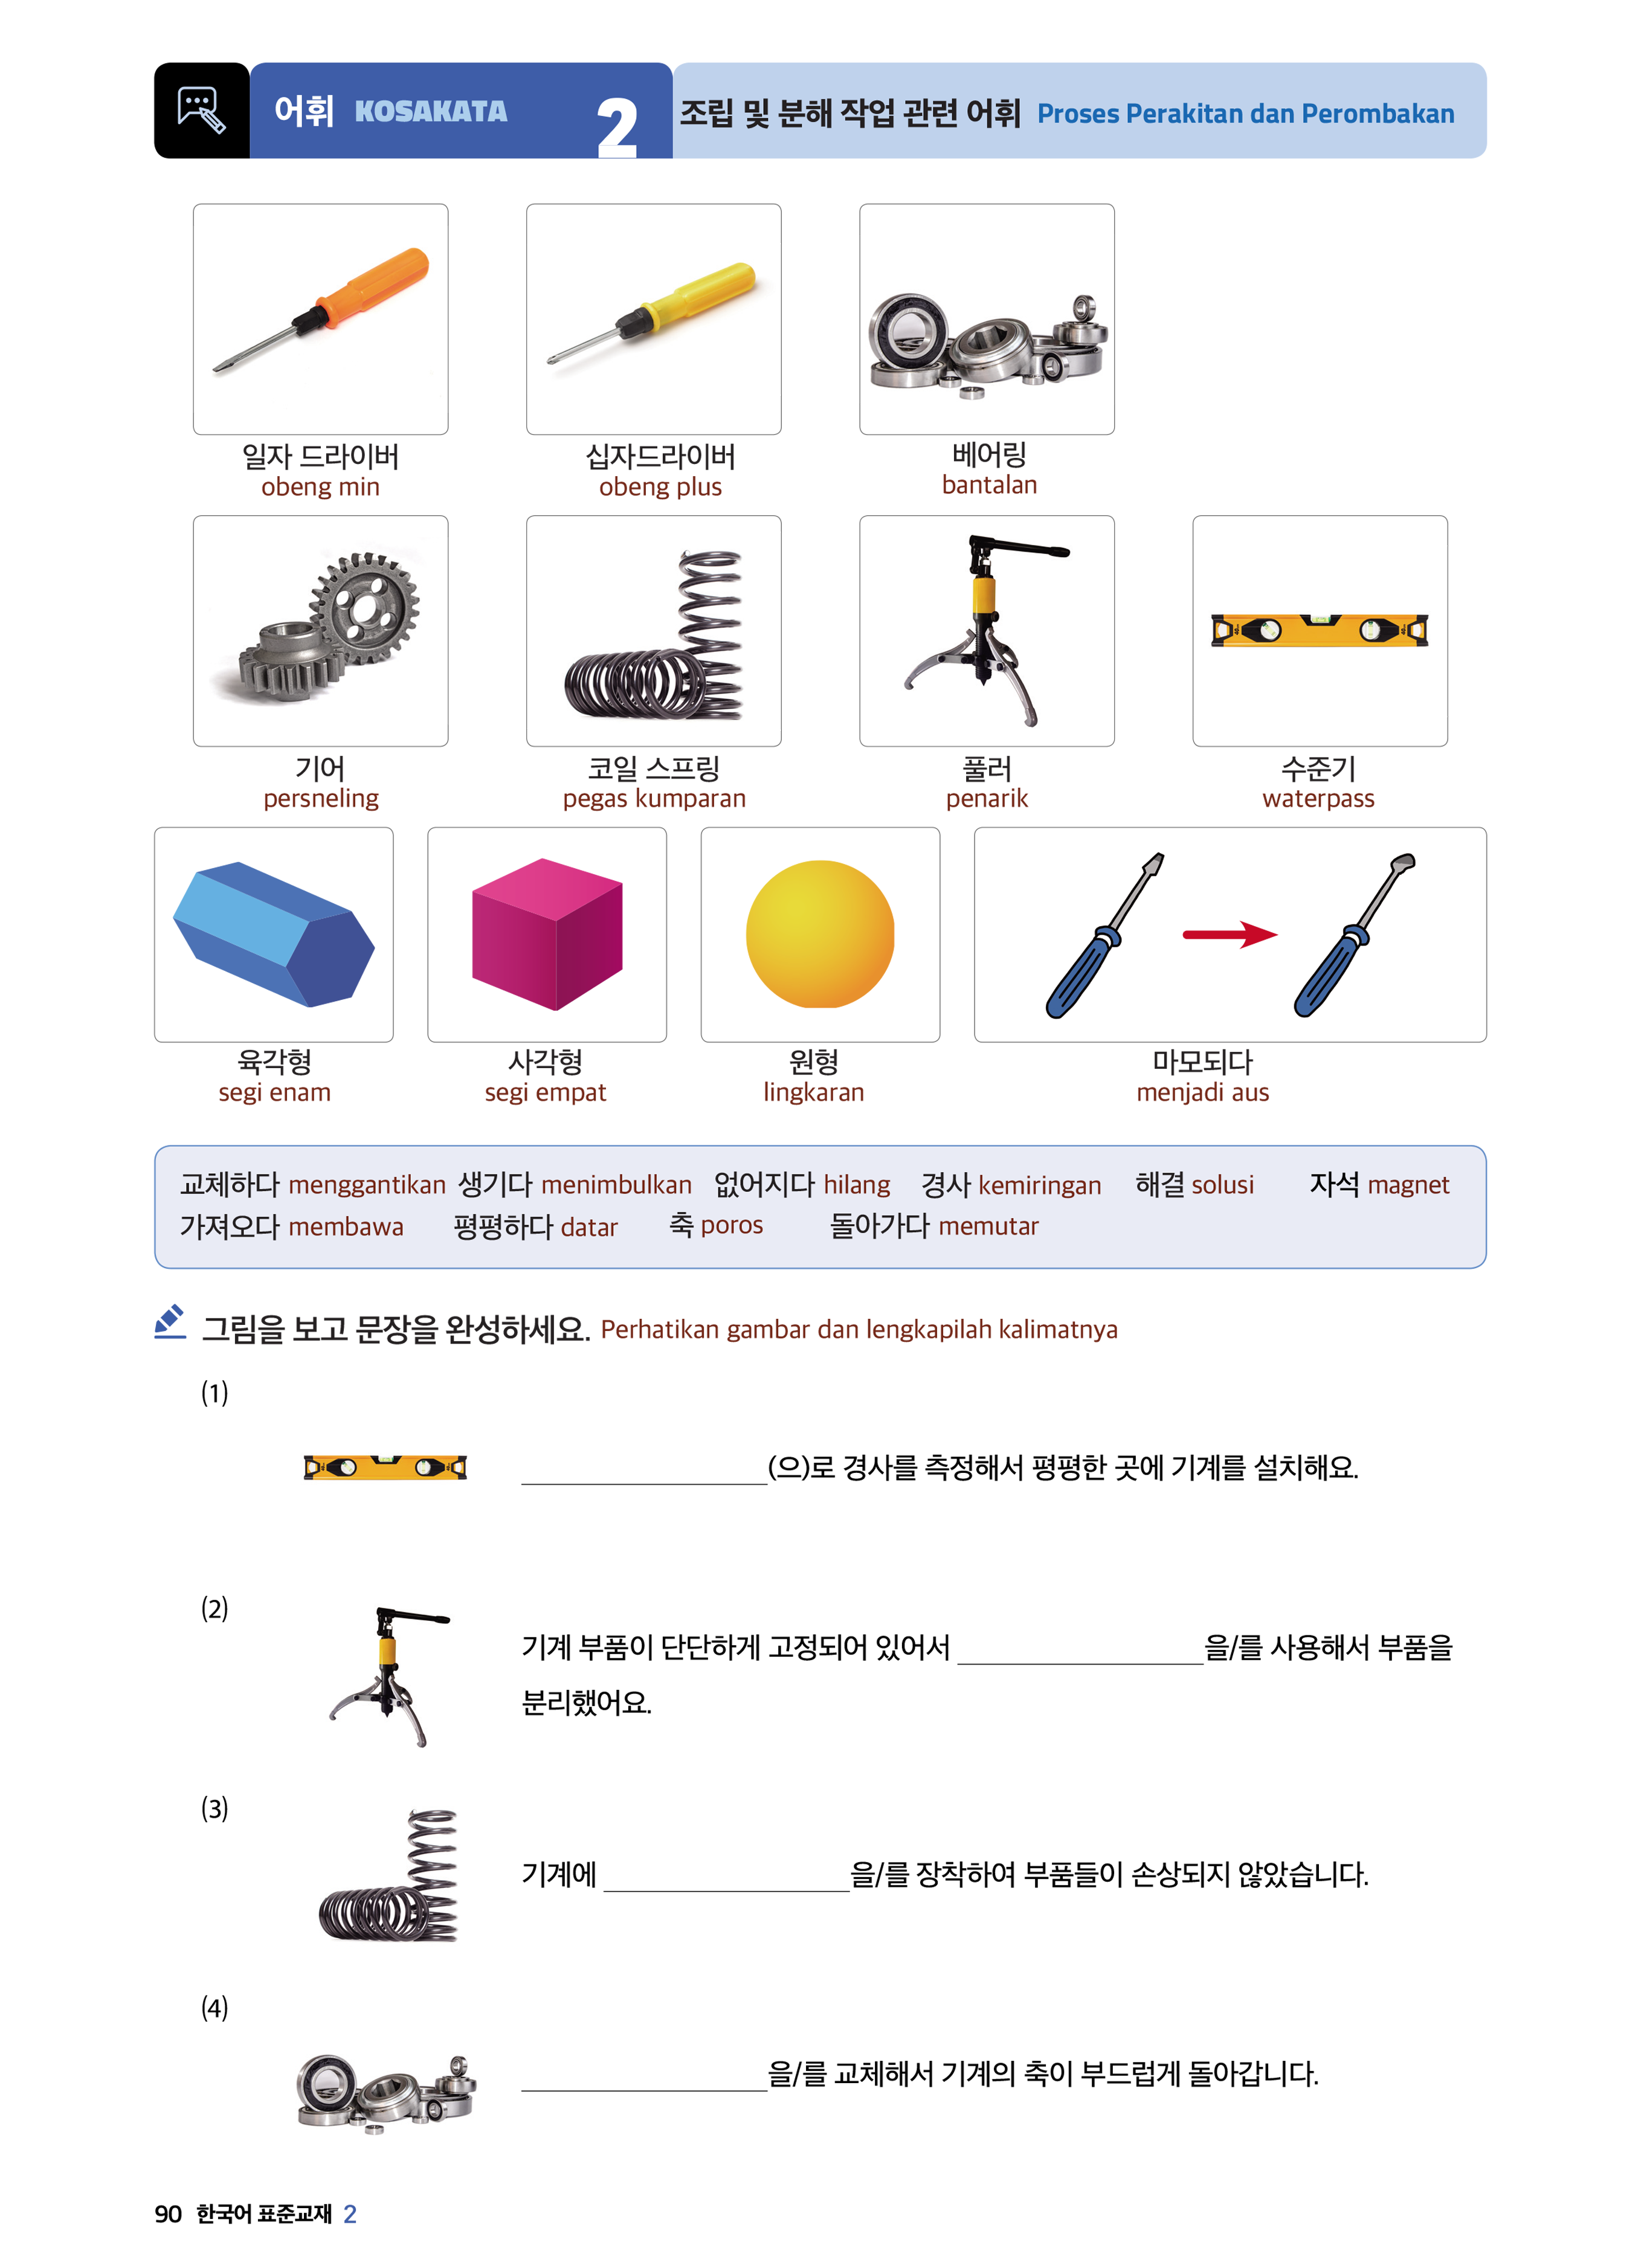 어휘 KOSAKATA 2 조립 및 분해 작업 관련 어휘 Proses Perakitan dan Perombakan
일자 드라이버 십자드라이버 베어링
obeng min obeng plus bantalan
기어 코일 스프링 풀러 수준기
persneling pegas kumparan penarik waterpass
육각형 사각형 원형 마모되다
segi enam segi empat lingkaran menjadi aus
교체하다 menggantikan 생기다 menimbulkan 없어지다 hilang 경사 kemiringan 해결 solusi 자석 magnet
가져오다 membawa 평평하다 datar 축 poros 돌아가다 memutar
그림을 보고 문장을 완성하세요. Perhatikan gambar dan lengkapilah kalimatnya
(1)
____________(으)로 경사를 측정해서 평평한 곳에 기계를 설치해요.
(2)
기계 부품이 단단하게 고정되어 있어서 ____________을/를 사용해서 부품을
분리했어요.
(3)
기계에 ____________을/를 장착하여 부품들이 손상되지 않았습니다.
(4)
____________을/를 교체해서 기계의 축이 부드럽게 돌아갑니다.
90 한국어 표준교재 2